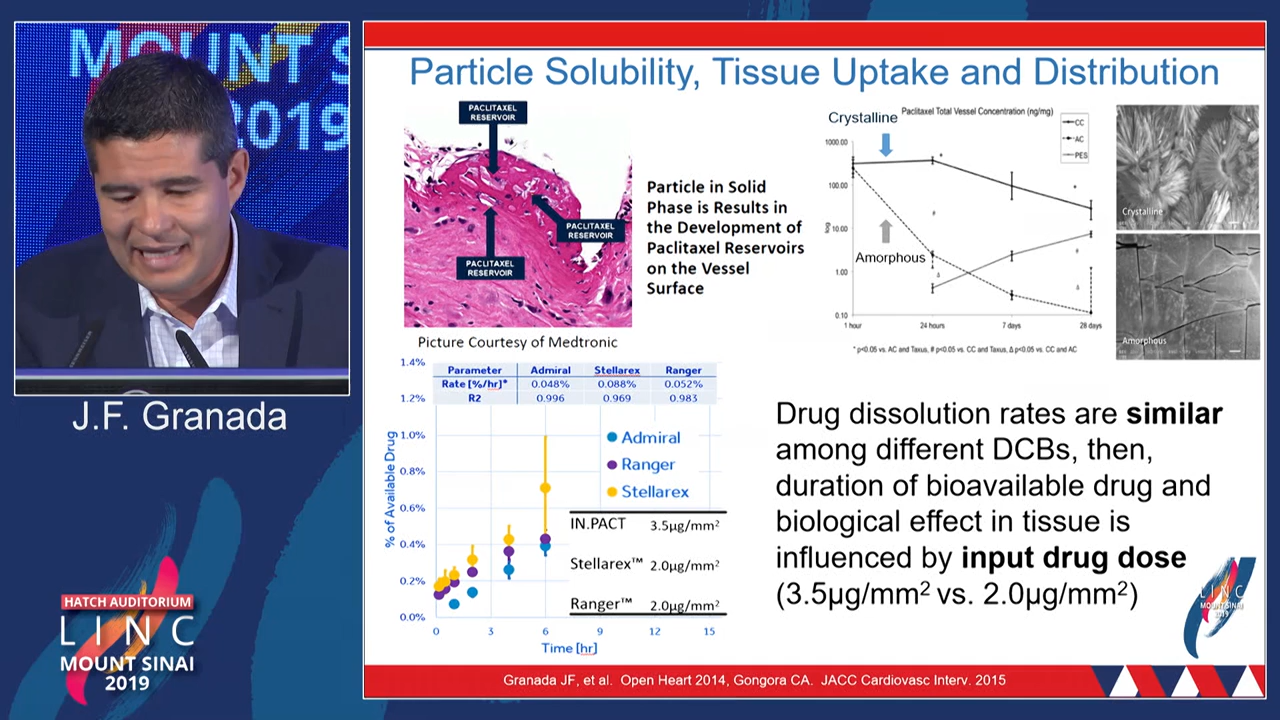 MOUNT S
2019
J.F. Granada
HATCH AUDITORIUM
LINC
MOUNT SINAI
2019
Particle Solubility, Tissue Uptake and Distribution
PACLITAXEL
RESERVOIR
PACLITAXEL
RESERVOIR
PACLITAXEL
RESERVOIR
Picture Courtesy of Medtronic
Particle in Solid
Phase is Results in
the Development of
Paclitaxel Reservoirs
on the Vessel
Surface
Crystalline
Paclitaxel Total Vessel Concentration (ng/mg)
CC
AC
PES
1000.00
100.00
10.00
1.00
0.10
log
Amorphous
1 hour 24 hours 7 days 28 days
* p<0.05 vs. AC and Taxus, # p<0.05 vs. CC and Taxus, Δ p<0.05 vs. CC and AC
Crystalline
Amorphous
1.4%
1.2%
1.0%
0.8%
0.6%
0.4%
0.2%
0.0%
% of Available Drug
Parameter Admiral Stellarex Ranger
Rate [%/hr]* 0.048% 0.088% 0.052%
R2 0.996 0.969 0.983
Admiral
Ranger
Stellarex
IN.PACT 3.5µg/mm²
Stellarex™ 2.0µg/mm²
Ranger™ 2.0µg/mm²
0 3 6 9 12 15
Time [hr]
Drug dissolution rates are similar
among different DCBs, then,
duration of bioavailable drug and
biological effect in tissue is
influenced by input drug dose
(3.5µg/mm² vs. 2.0µg/mm²)
LINC
MOUNT SINAI
2019
Granada JF, et al. Open Heart 2014, Gongora CA. JACC Cardiovasc Interv. 2015